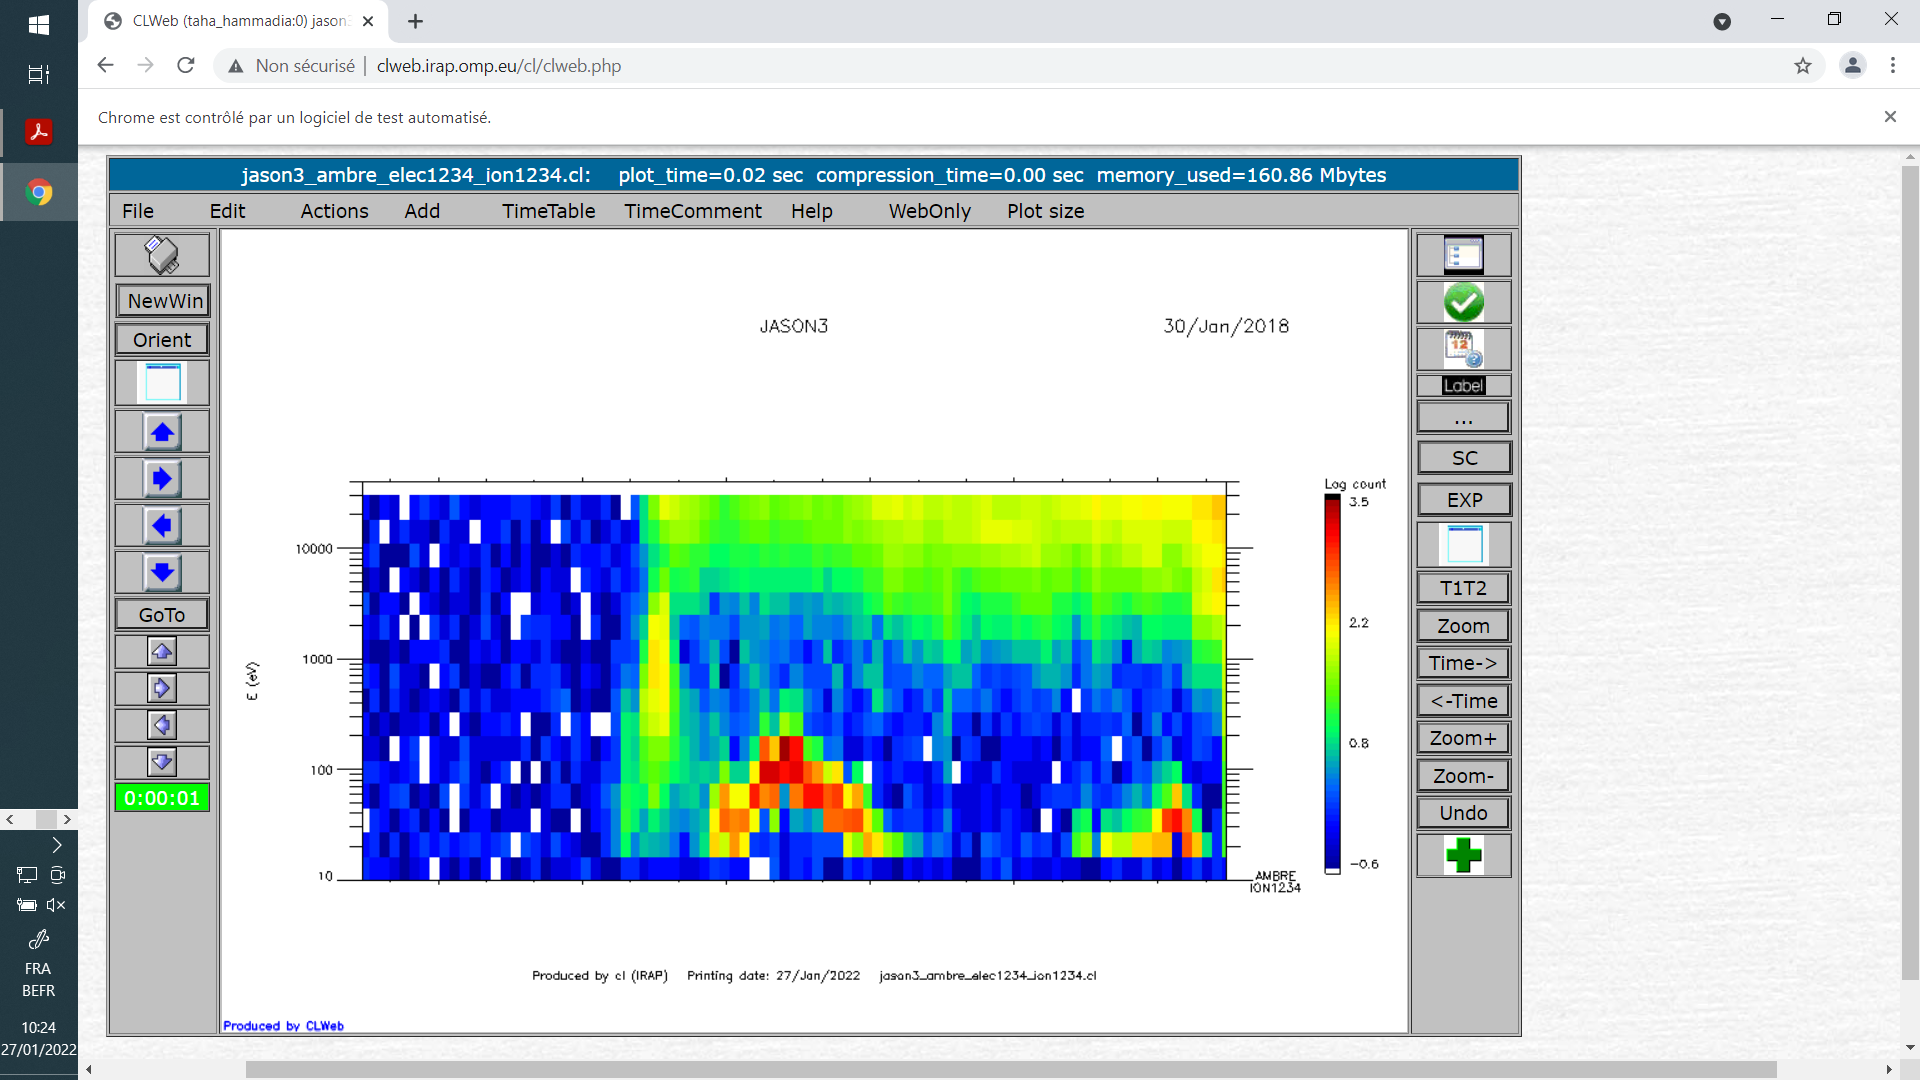 CLWeb (taha_hammadia:0) jason3
Non sécurisé | clweb.irap.omp.eu/cl/clweb.php
Chrome est contrôlé par un logiciel de test automatisé.
jason3_ambre_elec1234_ion1234.cl: plot_time=0.02 sec compression_time=0.00 sec memory_used=160.86 Mbytes
File Edit Actions Add TimeTable TimeComment Help WebOnly Plot size
NewWin
Orient
GoTo
0:00:01
JASON3 30/Jan/2018
Log count
3.5
2.2
0.8
-0.6
10000
1000
100
10
E (eV)
AMBRE
ION1234
Produced by cl (IRAP) Printing date: 27/Jan/2022 jason3_ambre_elec1234_ion1234.cl
Produced by CLWeb
12
Label
...
SC
EXP
T1T2
Zoom
Time->
<-Time
Zoom+
Zoom-
Undo
FRA
BEFR
10:24
27/01/2022